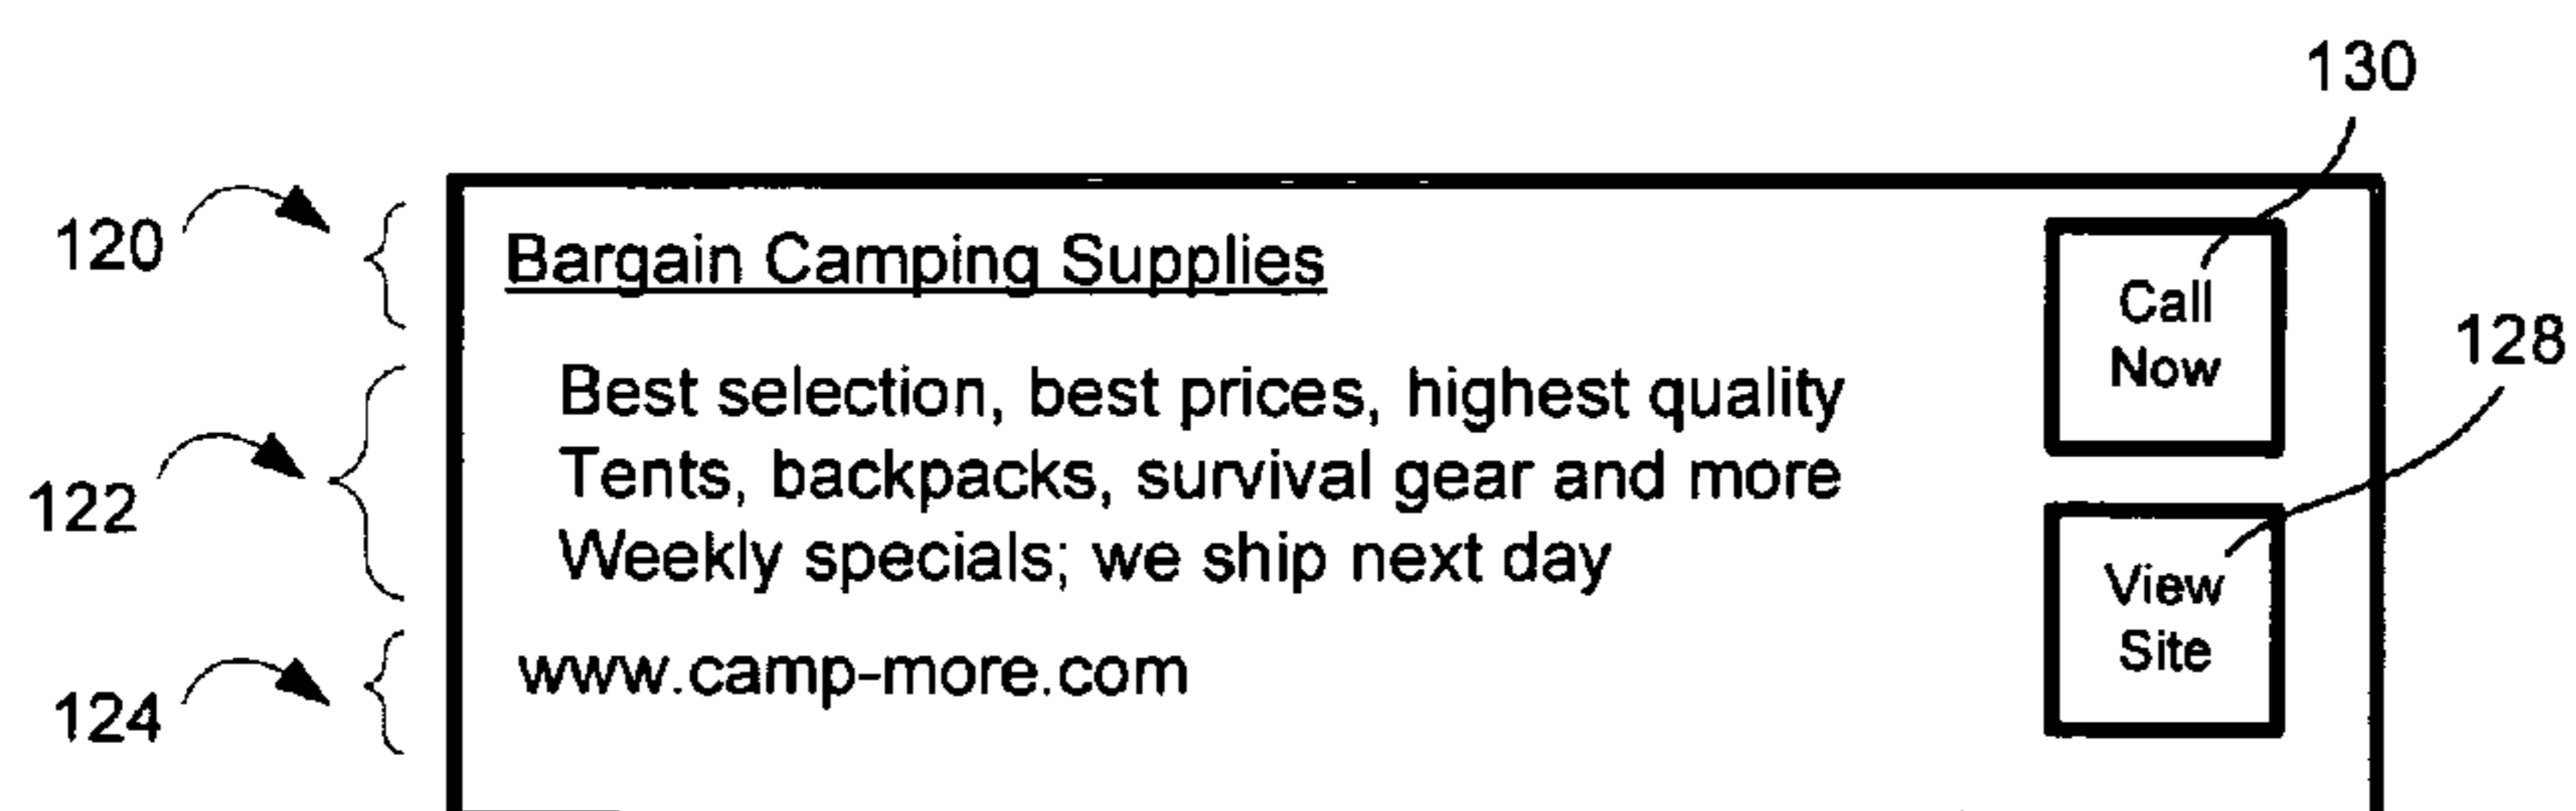 130
120
Bargain Camping Supplies
Call
Now
128
122
Best selection, best prices, highest quality
Tents, backpacks, survival gear and more
Weekly specials; we ship next day
View
Site
124
www.camp-more.com